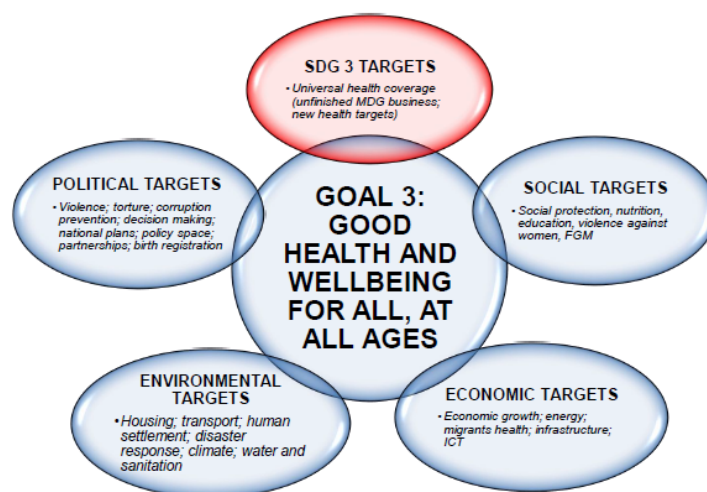 SDG 3 TARGETS
• Universal health coverage
(unfinished MDG business;
new health targets)
POLITICAL TARGETS
• Violence; torture; corruption
prevention; decision making;
national plans; policy space;
partnerships; birth registration
GOAL 3:
GOOD
HEALTH AND
WELLBEING
FOR ALL, AT
ALL AGES
SOCIAL TARGETS
• Social protection, nutrition,
education, violence against
women, FGM
ENVIRONMENTAL
TARGETS
• Housing; transport; human
settlement; disaster
response; climate; water and
sanitation
ECONOMIC TARGETS
• Economic growth; energy;
migrants health; infrastructure;
ICT